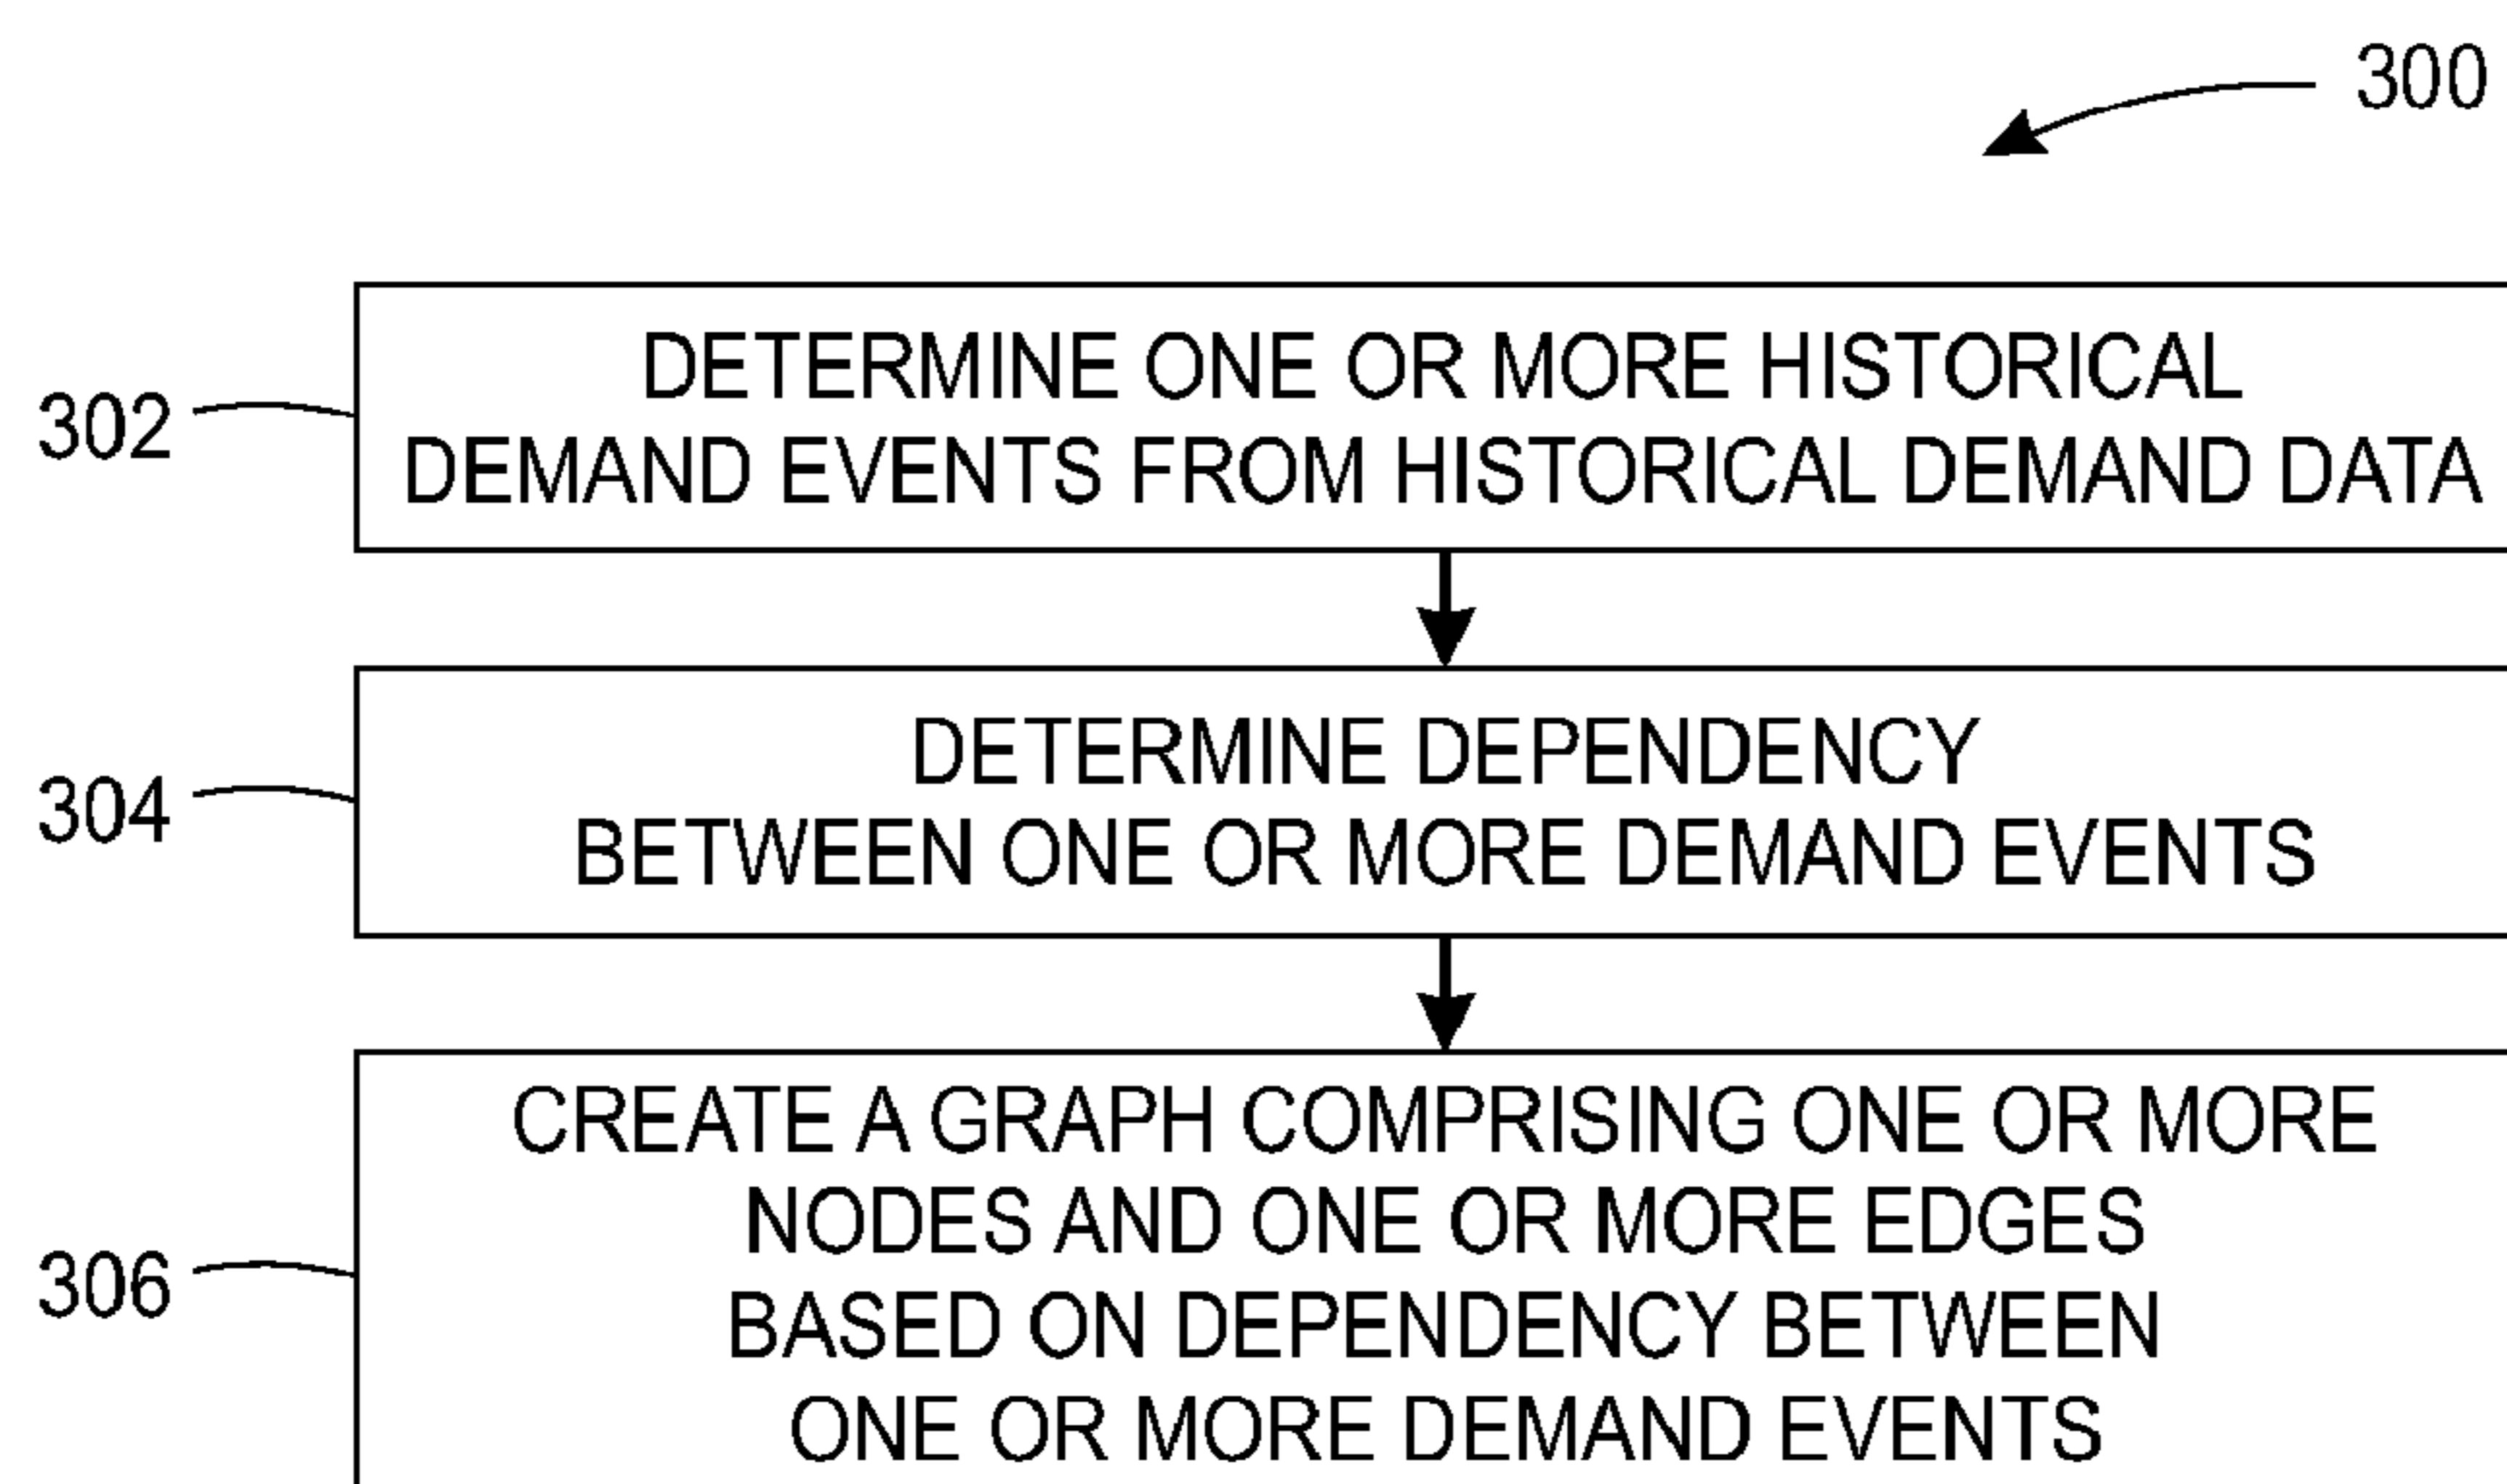 300
302
DETERMINE ONE OR MORE HISTORICAL
DEMAND EVENTS FROM HISTORICAL DEMAND DATA
304
DETERMINE DEPENDENCY
BETWEEN ONE OR MORE DEMAND EVENTS
306
CREATE A GRAPH COMPRISING ONE OR MORE
NODES AND ONE OR MORE EDGES
BASED ON DEPENDENCY BETWEEN
ONE OR MORE DEMAND EVENTS